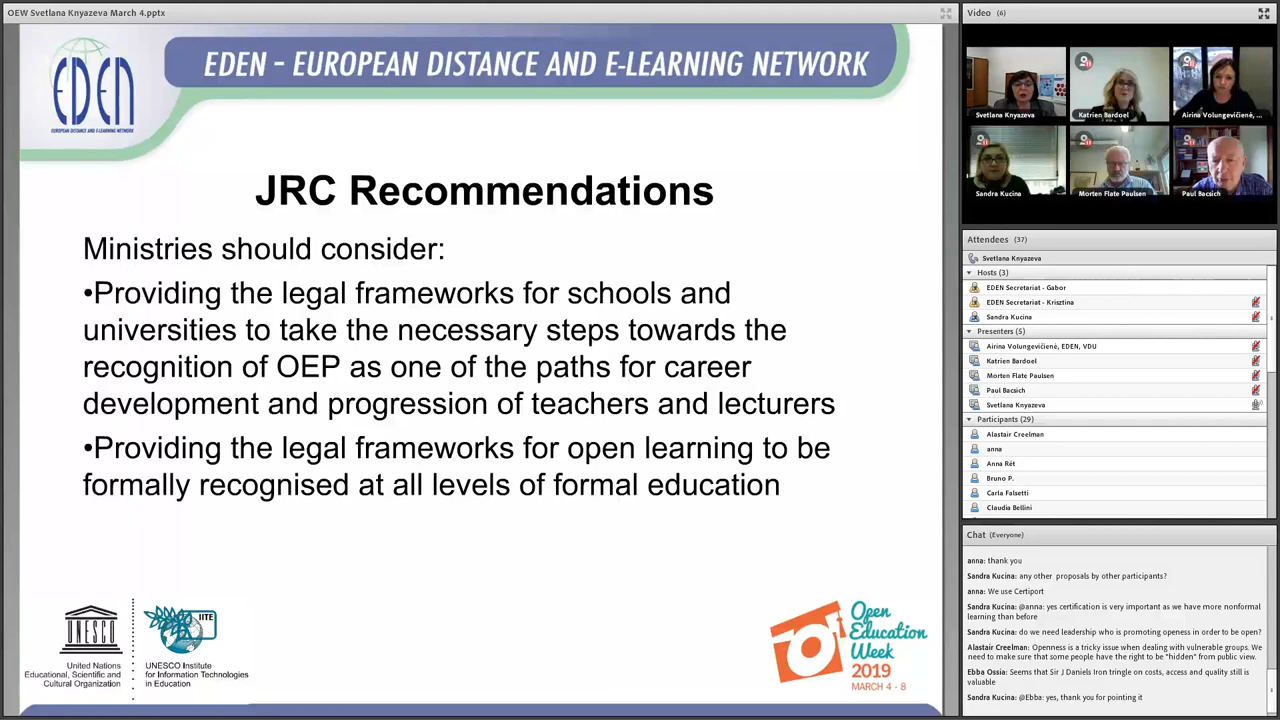 OEW Svetlana Knyazeva March 4.pptx
EDEN
EUROPEAN DISTANCE AND E-LEARNING NETWORK
EDEN – EUROPEAN DISTANCE AND E-LEARNING NETWORK
JRC Recommendations
Ministries should consider:
•Providing the legal frameworks for schools and
universities to take the necessary steps towards the
recognition of OEP as one of the paths for career
development and progression of teachers and lecturers
•Providing the legal frameworks for open learning to be
formally recognised at all levels of formal education
UNESCO
United Nations
Educational, Scientific and
Cultural Organization
IITE
UNESCO Institute
for Information Technologies
in Education
Open
Education
Week
2019
MARCH 4 - 8
Video (6)
Svetlana Knyazeva
Katrien Bardoel
Airina Volungevičienė, ...
Sandra Kucina
Morten Flate Paulsen
Paul Bacsich
Attendees (37)
Svetlana Knyazeva
Hosts (3)
EDEN Secretariat - Gabor
EDEN Secretariat - Krisztina
Sandra Kucina
Presenters (5)
Airina Volungevičienė, EDEN, VDU
Katrien Bardoel
Morten Flate Paulsen
Paul Bacsich
Svetlana Knyazeva
Participants (29)
Alastair Creelman
anna
Anna Rét
Bruno P.
Carla Falsetti
Claudia Bellini
Chat (Everyone)
anna: thank you
Sandra Kucina: any other proposals by other participants?
anna: We use Certiport
Sandra Kucina: @anna: yes certification is very important as we have more nonformal
learning than before
Sandra Kucina: do we need leadership who is promoting openess in order to be open?
Alastair Creelman: Openness is a tricky issue when dealing with vulnerable groups. We
need to make sure that some people have the right to be "hidden" from public view.
Ebba Ossia: Seems that Sir J Daniels Iron tringle on costs, access and quality still is
valuable
Sandra Kucina: @Ebba: yes, thank you for pointing it